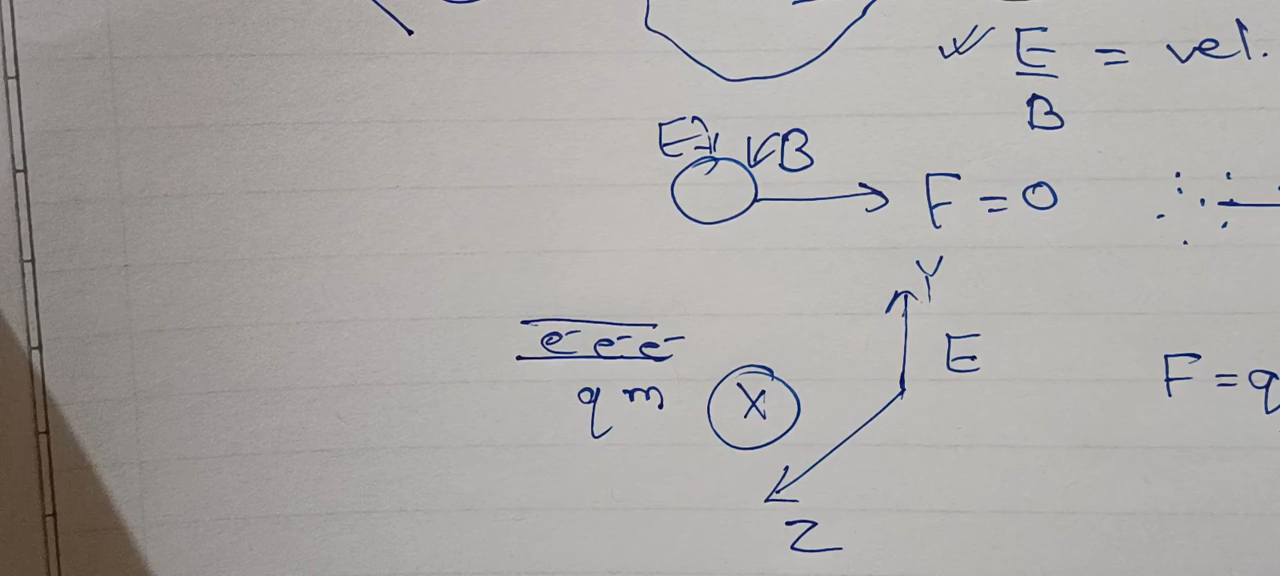 E/B = vel.
E B
F = 0
Y
e⁻ e⁻ e⁻
E
q m
X
F = q
Z